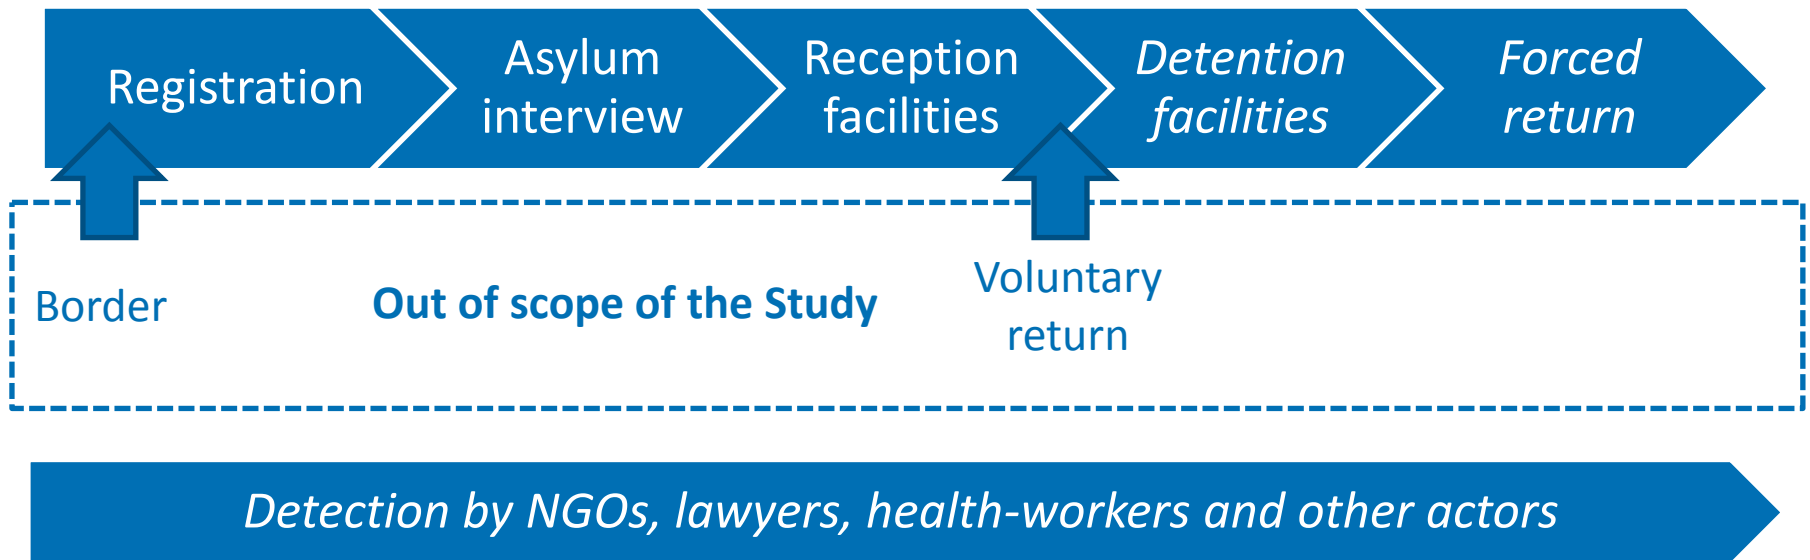 Registration
Asylum
interview
Reception
facilities
Detention
facilities
Forced
return
Border
Out of scope of the Study
Voluntary
return
Detection by NGOs, lawyers, health-workers and other actors